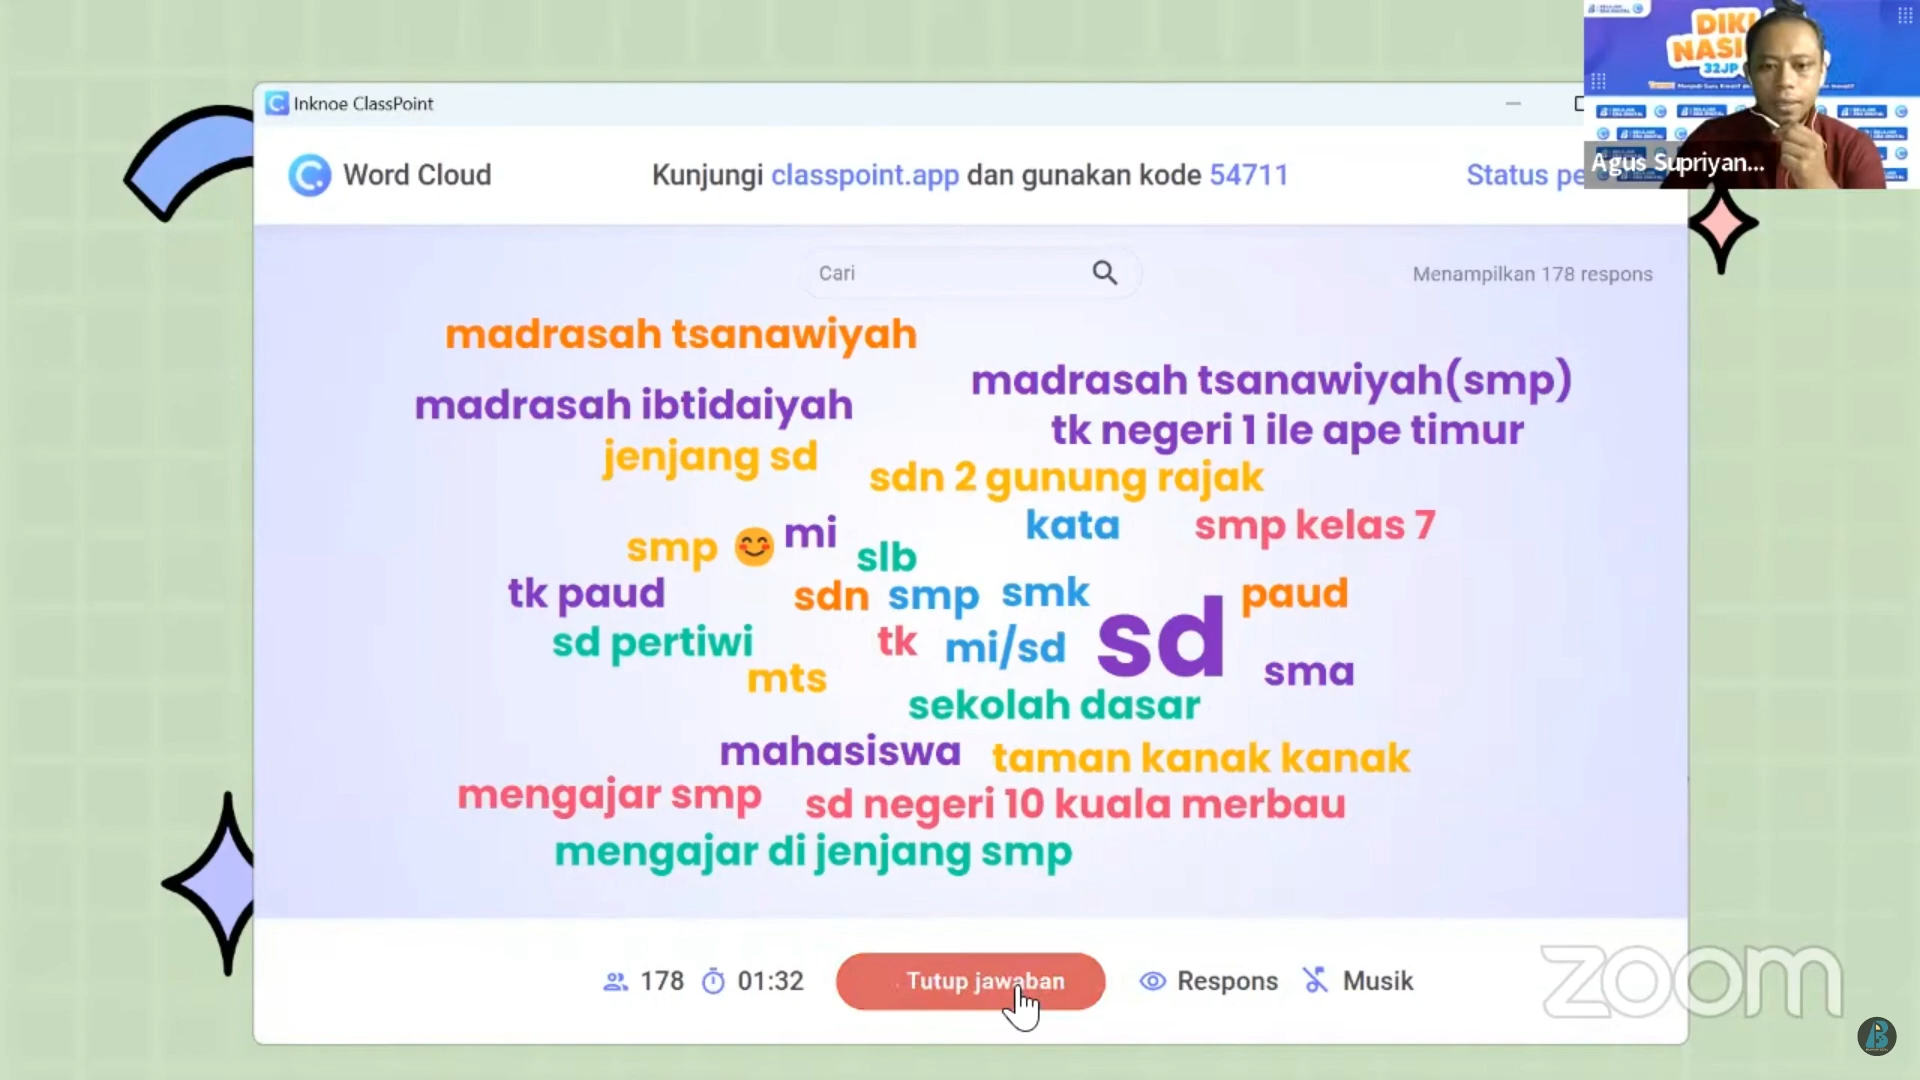 Inknoe ClassPoint
Word Cloud
Kunjungi classpoint.app dan gunakan kode 54711
Status pe
DIKL
NASI
32JP
Agus Supriyan...
Cari
Menampilkan 178 respons
madrasah tsanawiyah
madrasah tsanawiyah(smp)
madrasah ibtidaiyah
tk negeri 1 ile ape timur
jenjang sd
sdn 2 gunung rajak
kata
smp kelas 7
smp 😊
mi
slb
tk paud
sdn
smp
smk
paud
sd pertiwi
tk
mi/sd
sd
sma
mts
sekolah dasar
mahasiswa
taman kanak kanak
mengajar smp
sd negeri 10 kuala merbau
mengajar di jenjang smp
178
01:32
Tutup jawaban
Respons
Musik
zoom